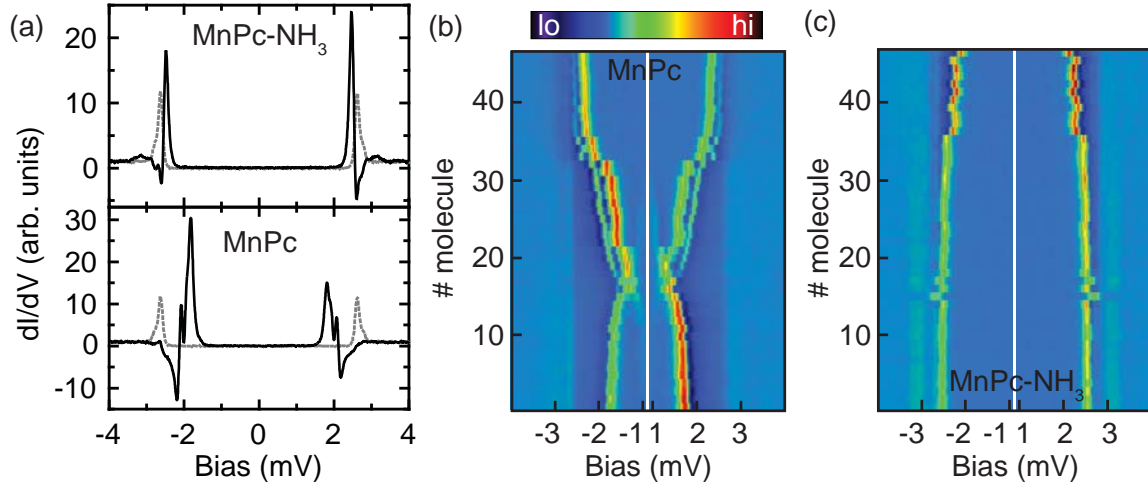 (a)
MnPc-NH₃
20
10
0
MnPc
30
20
10
0
-10
dI/dV (arb. units)
-4 -2 0 2 4
Bias (mV)
(b)
lo hi
MnPc
40
30
20
10
# molecule
-3 -2 -1 1 2 3
Bias (mV)
(c)
40
30
20
10
# molecule
MnPc-NH₃
-3 -2 -1 1 2 3
Bias (mV)